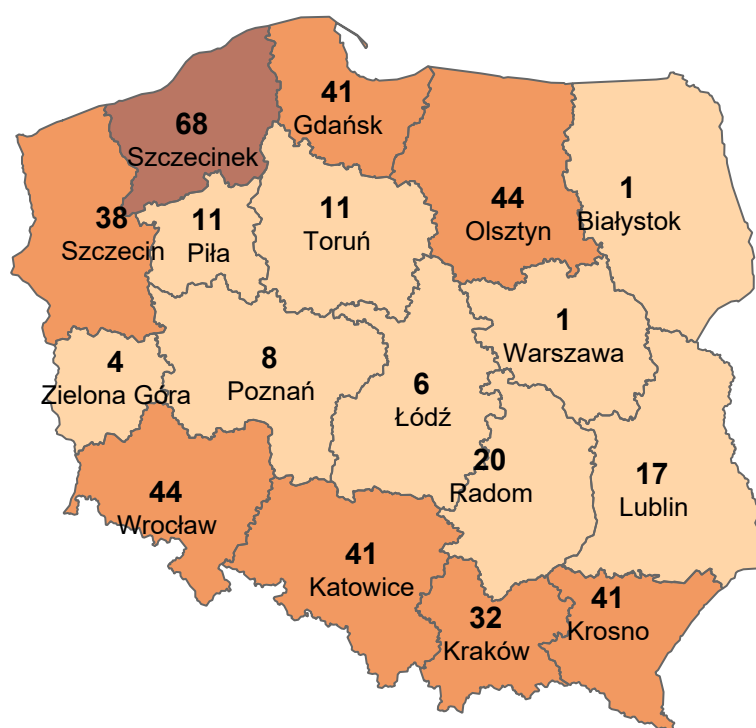 68
Szczecinek
41
Gdańsk
44
Olsztyn
1
Białystok
38
Szczecin
11
Piła
11
Toruń
1
Warszawa
4
Zielona Góra
8
Poznań
6
Łódź
20
Radom
17
Lublin
44
Wrocław
41
Katowice
32
Kraków
41
Krosno